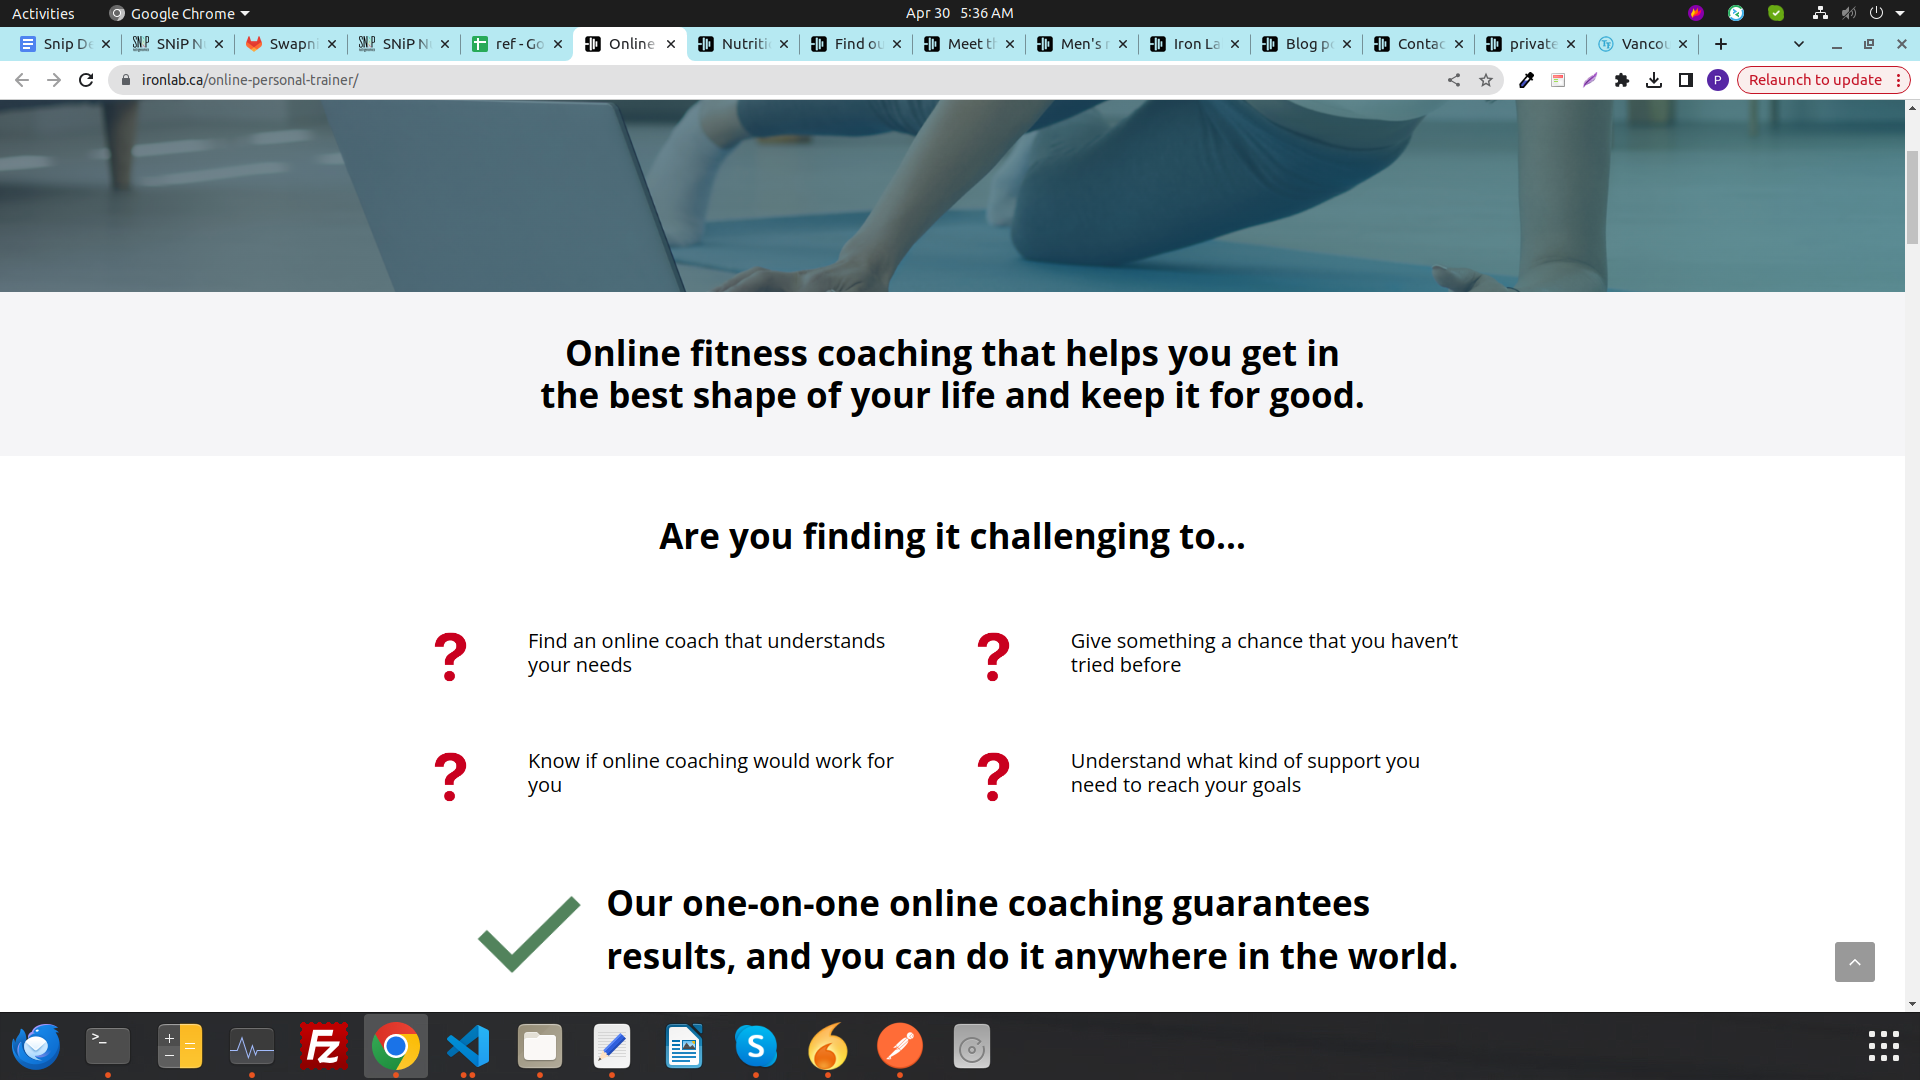 Activities
Google Chrome
Apr 30 5:36 AM
Snip De
SNiP N
Swapni
SNiP N
ref - Go
Online
Nutriti
Find ou
Meet t
Men's
Iron La
Blog p
Contac
private
Vancou
ironlab.ca/online-personal-trainer/
P
Relaunch to update
Online fitness coaching that helps you get in
the best shape of your life and keep it for good.
Are you finding it challenging to...
? Find an online coach that understands
your needs
? Give something a chance that you haven’t
tried before
? Know if online coaching would work for
you
? Understand what kind of support you
need to reach your goals
Our one-on-one online coaching guarantees
results, and you can do it anywhere in the world.